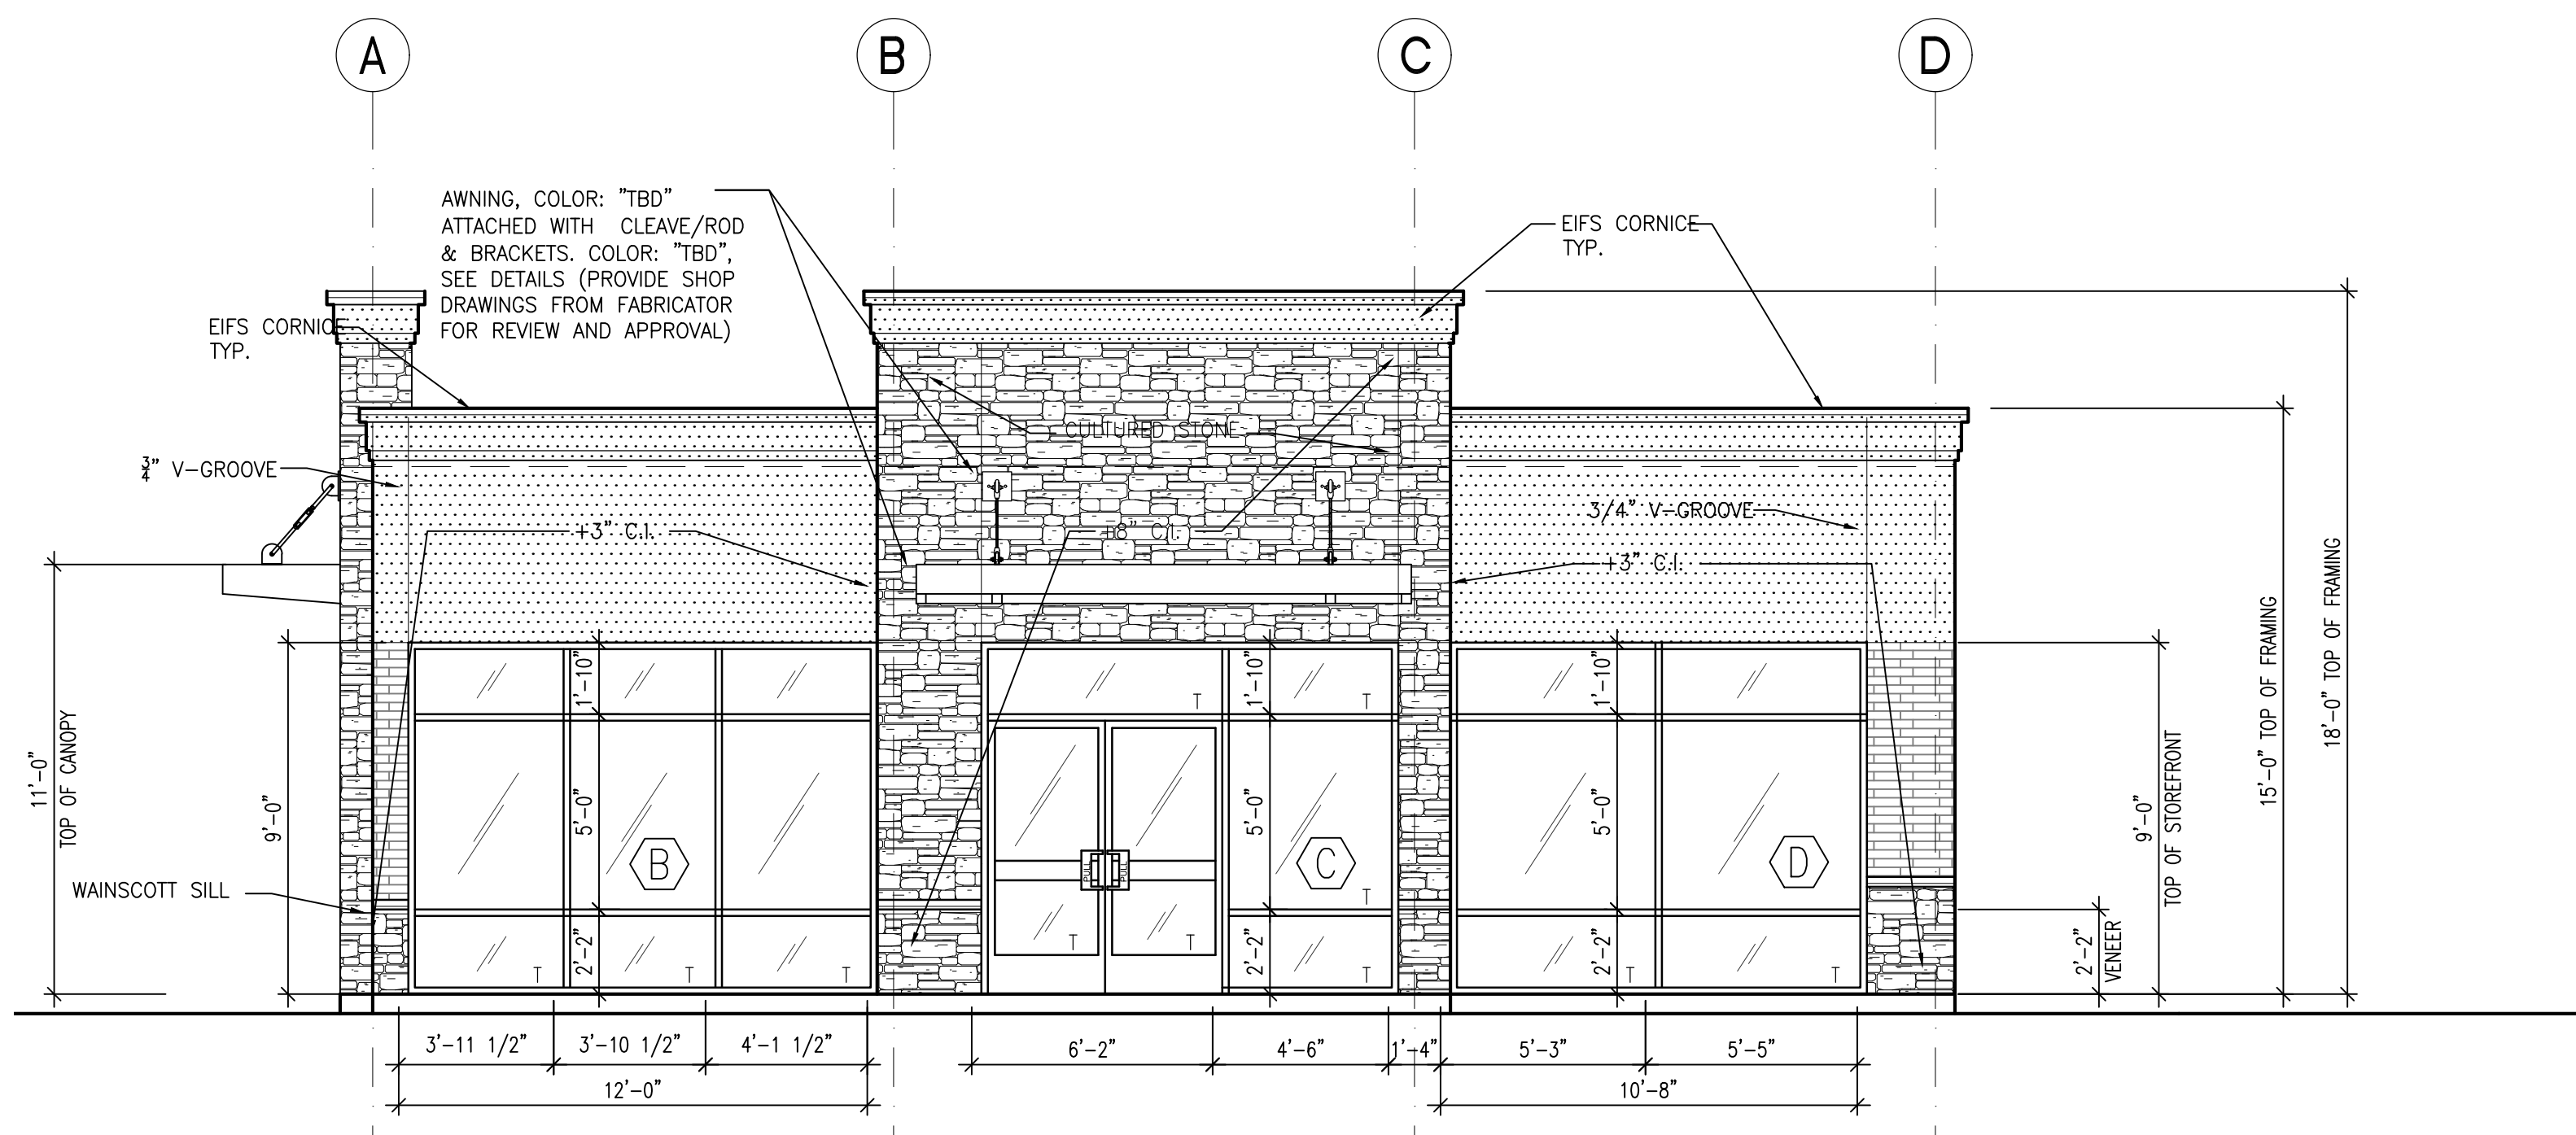 A
B
C
D
AWNING, COLOR: "TBD"
ATTACHED WITH CLEAVE/ROD
& BRACKETS. COLOR: "TBD",
SEE DETAILS (PROVIDE SHOP
DRAWINGS FROM FABRICATOR
FOR REVIEW AND APPROVAL)
EIFS CORNICE
TYP.
EIFS CORNICE
TYP.
CULTURED STONE
3/4" V-GROOVE
3/4" V-GROOVE
+3" C.I.
+8" C.I.
+3" C.I.
11'-0"
TOP OF CANOPY
9'-0"
WAINSCOTT SILL
1'-10"
5'-0"
2'-2"
B
T
T
T
PULL
PULL
T
T
T
T
T
1'-10"
5'-0"
2'-2"
C
1'-10"
5'-0"
2'-2"
D
T
T
2'-2"
VENEER
9'-0"
TOP OF STOREFRONT
15'-0" TOP OF FRAMING
18'-0" TOP OF FRAMING
3'-11 1/2"
3'-10 1/2"
4'-1 1/2"
6'-2"
4'-6"
1'-4"
5'-3"
5'-5"
12'-0"
10'-8"